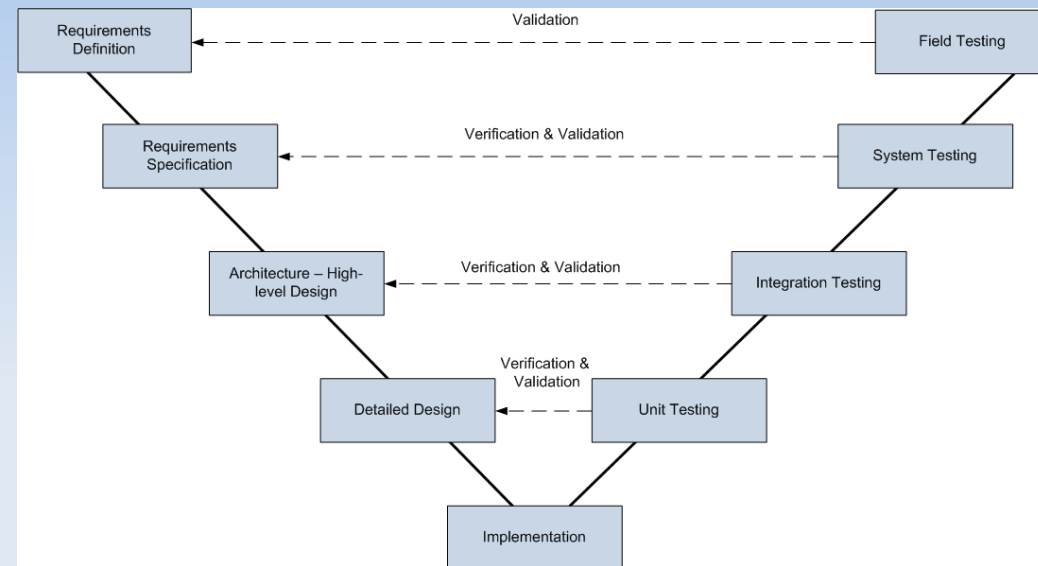 Requirements
Definition
Validation
Field Testing
Requirements
Specification
Verification & Validation
System Testing
Architecture – High-
level Design
Verification & Validation
Integration Testing
Detailed Design
Verification &
Validation
Unit Testing
Implementation